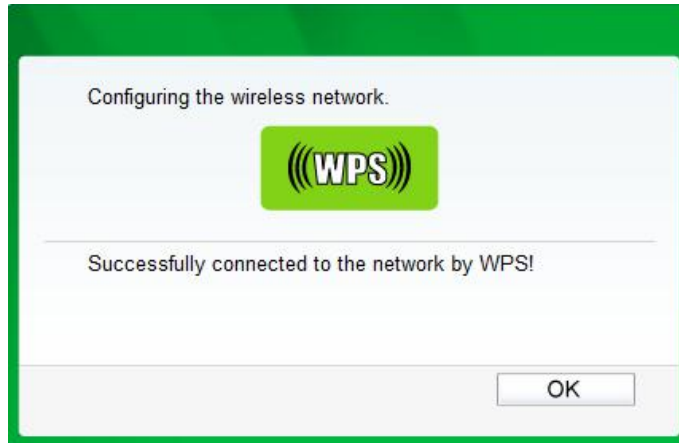 Configuring the wireless network.
(((WPS)))
Successfully connected to the network by WPS!
OK